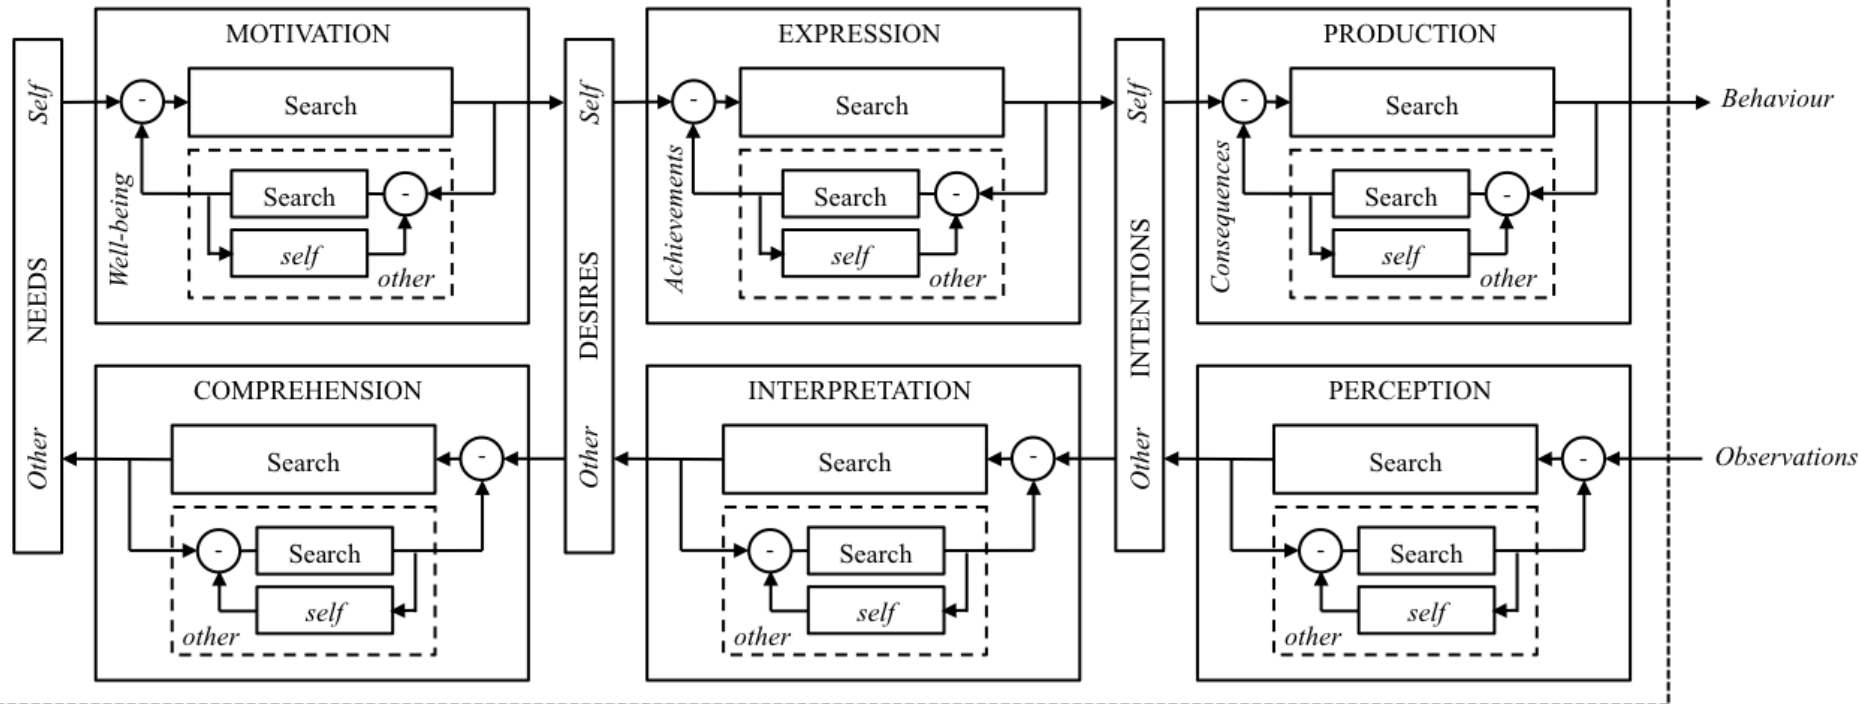 MOTIVATION
EXPRESSION
PRODUCTION
Self
-
Search
Self
-
Search
Self
-
Search
Behaviour
Well-being
Search
-
self
other
Achievements
Search
-
self
other
Consequences
Search
-
self
other
NEEDS
DESIRES
INTENTIONS
COMPREHENSION
INTERPRETATION
PERCEPTION
Other
Search
-
Other
Search
-
Other
Search
-
Observations
-
Search
self
other
-
Search
self
other
-
Search
self
other